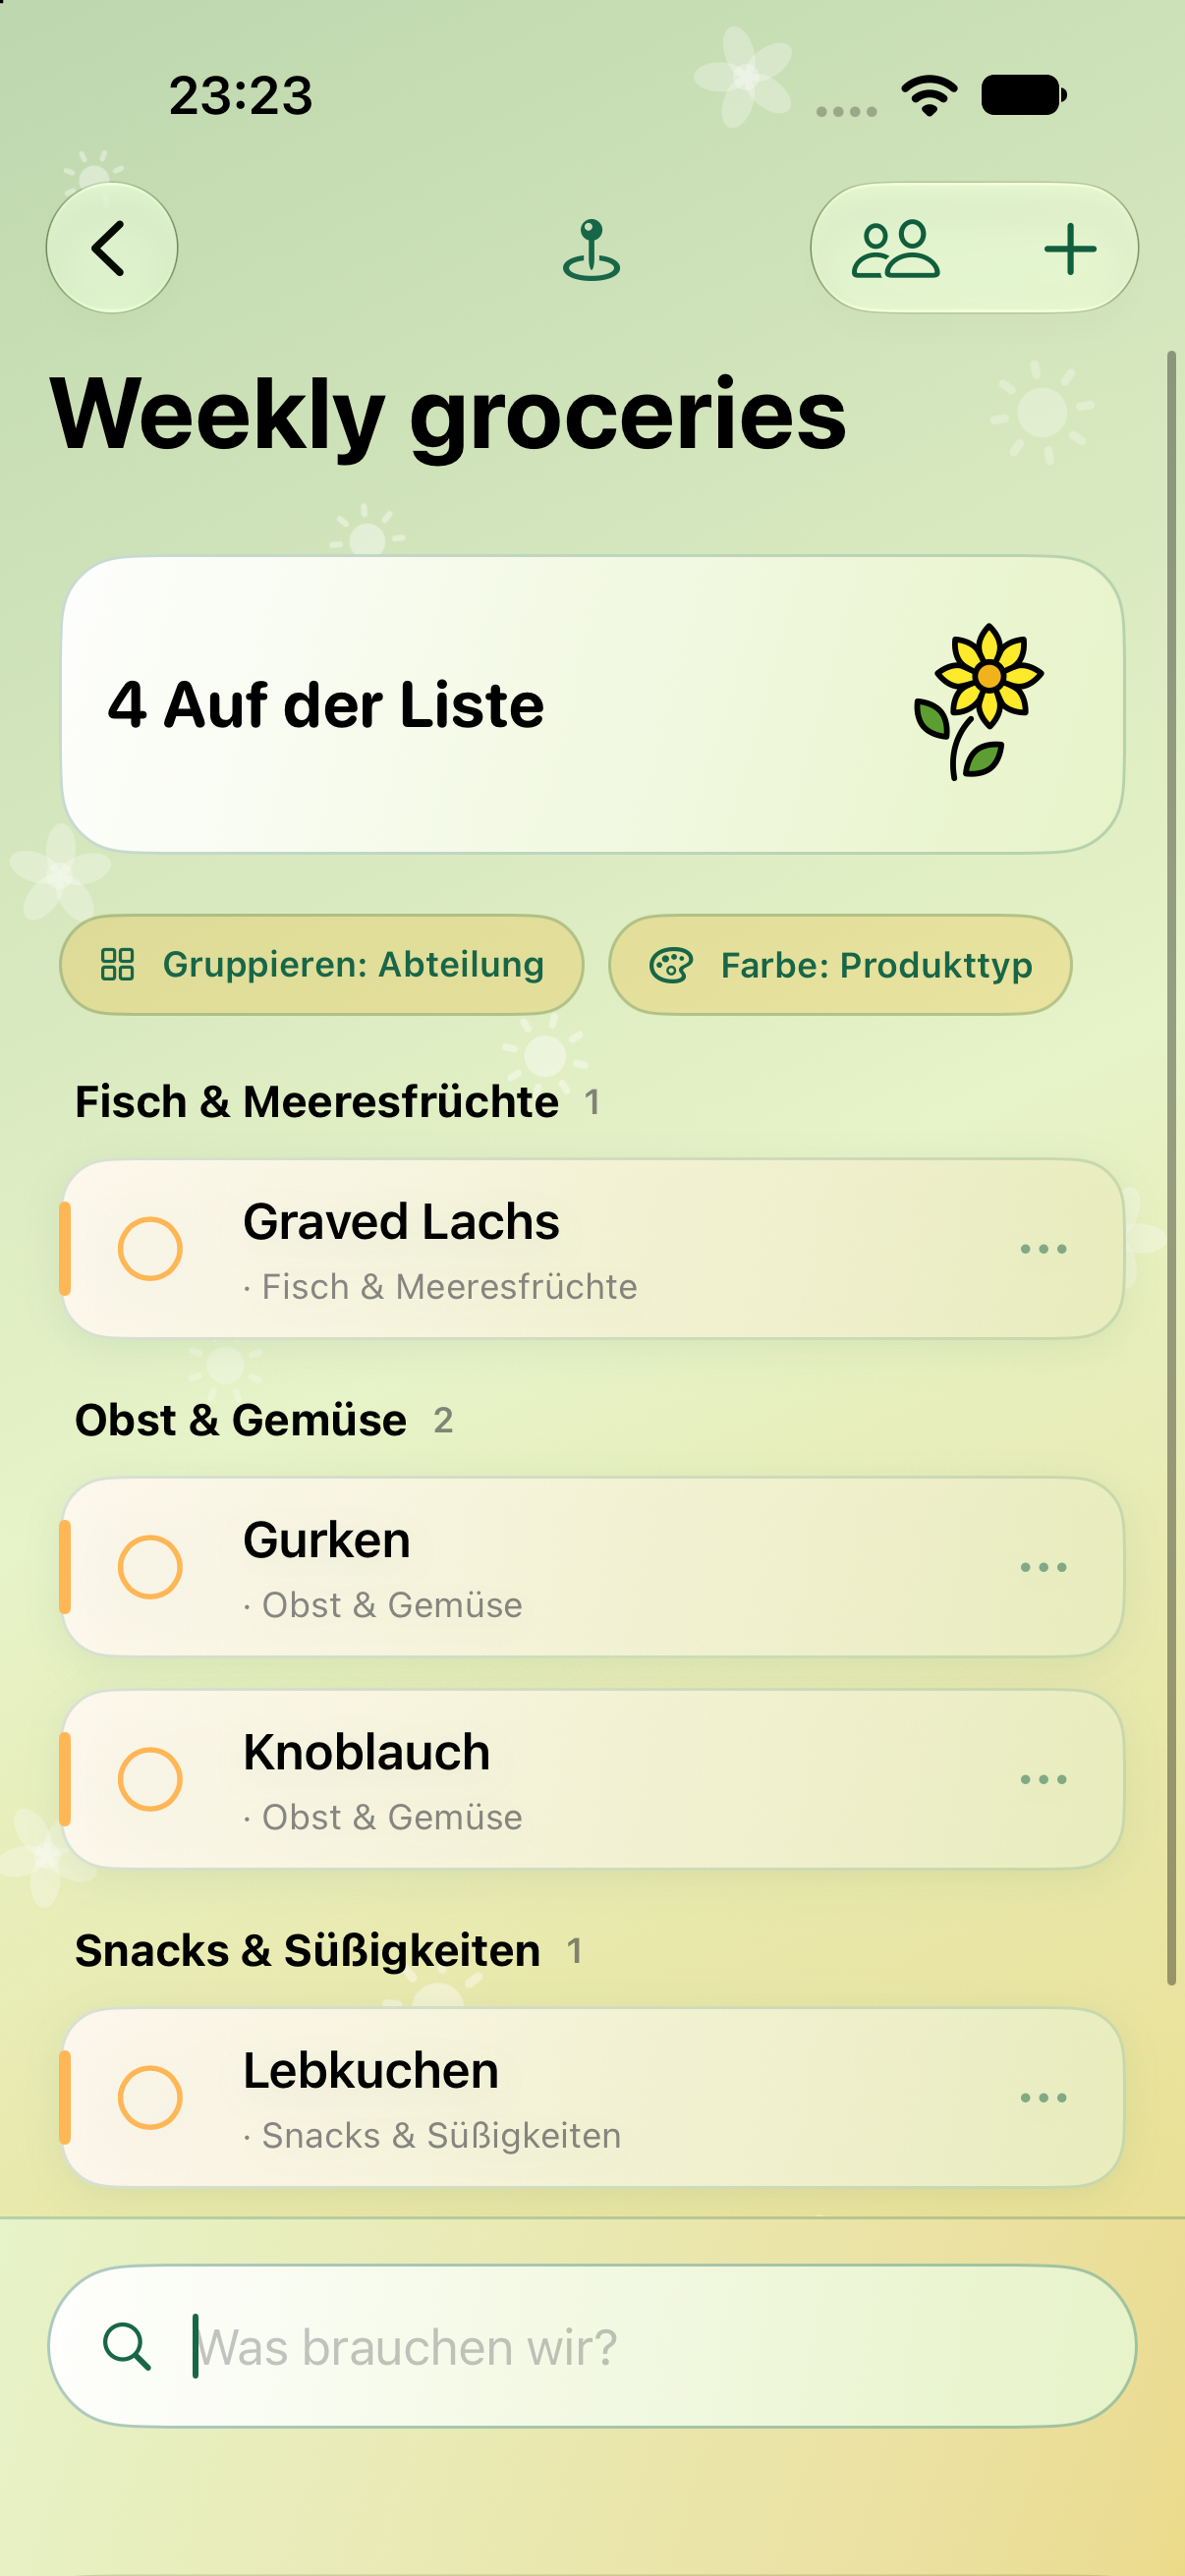 23:23
Weekly groceries
4 Auf der Liste
Gruppieren: Abteilung
Farbe: Produkttyp
Fisch & Meeresfrüchte 1
Graved Lachs
· Fisch & Meeresfrüchte
Obst & Gemüse 2
Gurken
· Obst & Gemüse
Knoblauch
· Obst & Gemüse
Snacks & Süßigkeiten 1
Lebkuchen
· Snacks & Süßigkeiten
Was brauchen wir?